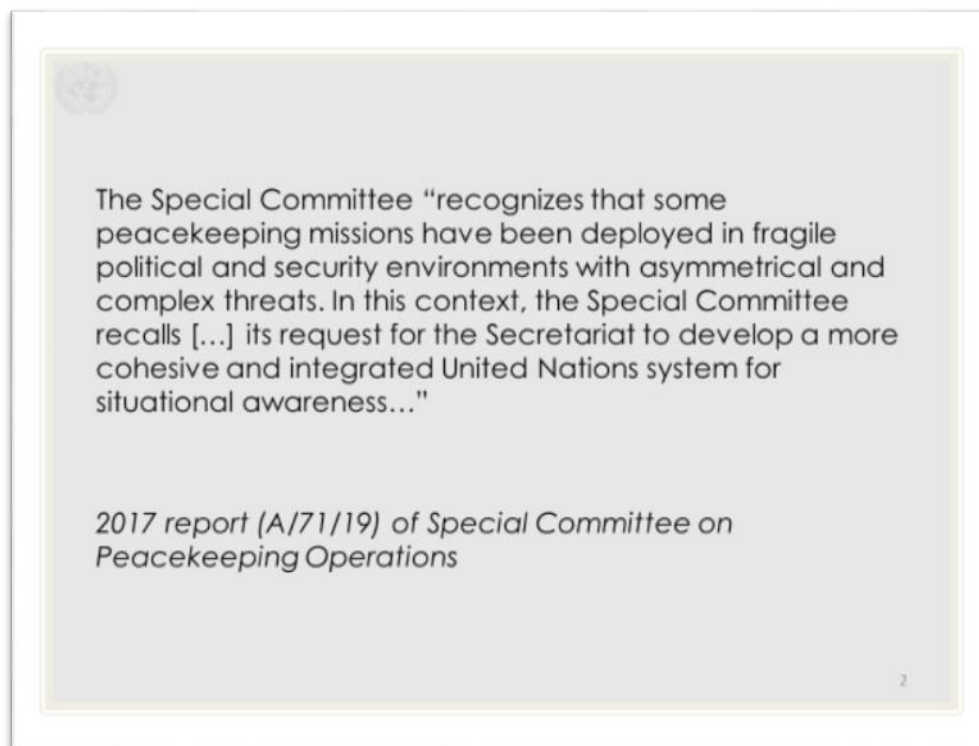 The Special Committee “recognizes that some
peacekeeping missions have been deployed in fragile
political and security environments with asymmetrical and
complex threats. In this context, the Special Committee
recalls [...] its request for the Secretariat to develop a more
cohesive and integrated United Nations system for
situational awareness...”
2017 report (A/71/19) of Special Committee on
Peacekeeping Operations
2